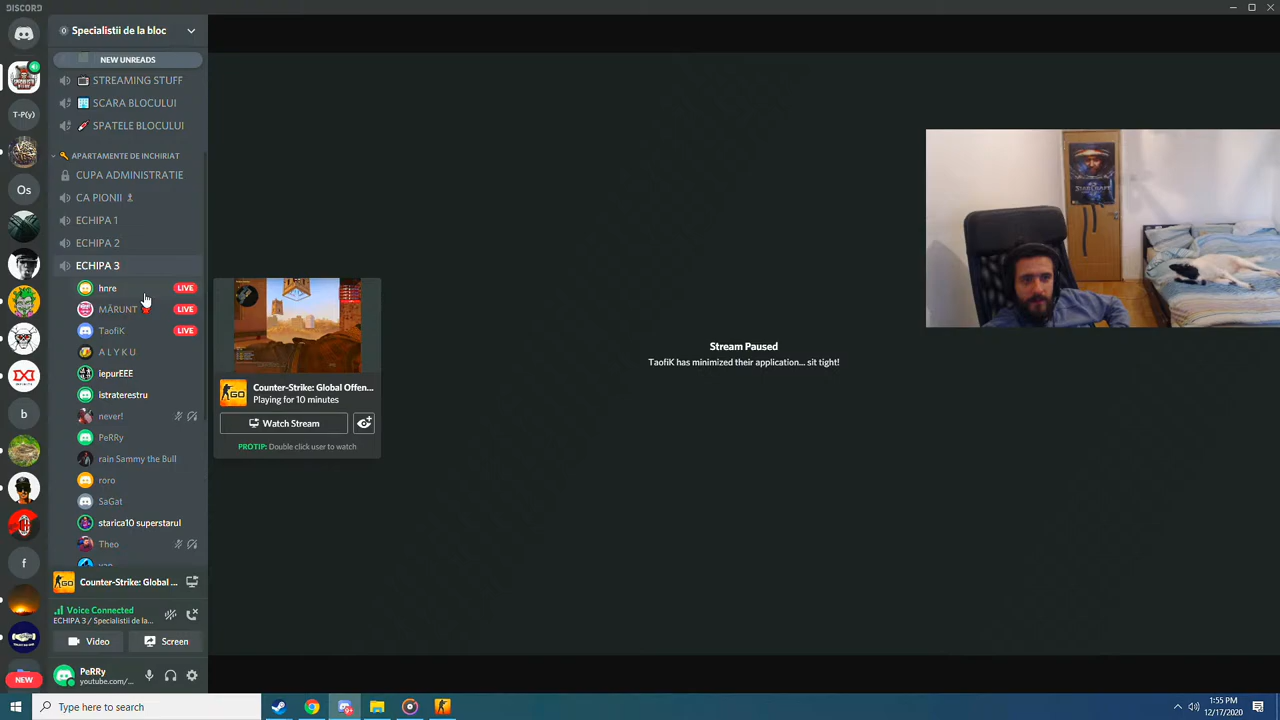 DISCORD
Specialistii de la bloc
NEW UNREADS
STREAMING STUFF
SCARA BLOCULUI
SPATELE BLOCULUI
T-P(y)
APARTAMENTE DE INCHIRIAT
CUPA ADMINISTRATIE
Os
CA PIONII
ECHIPA 1
ECHIPA 2
ECHIPA 3
hnre LIVE
MĂRUNT LIVE
TaofiK LIVE
A L Y K U
iepurEEE
istraterestru
never!
b
PeRRy
rain Sammy the Bull
roro
SaGat
starica10 superstarul
Theo
f
Counter-Strike: Global Offen...
Playing for 10 minutes
Watch Stream
PROTIP: Double click user to watch
Stream Paused
TaofiK has minimized their application... sit tight!
STARCRAFT
Counter-Strike: Global ...
Voice Connected
ECHIPA 3 / Specialistii de la...
Video
Screen
PeRRy
youtube.com/...
NEW
Type here to search
1:55 PM
12/17/2020